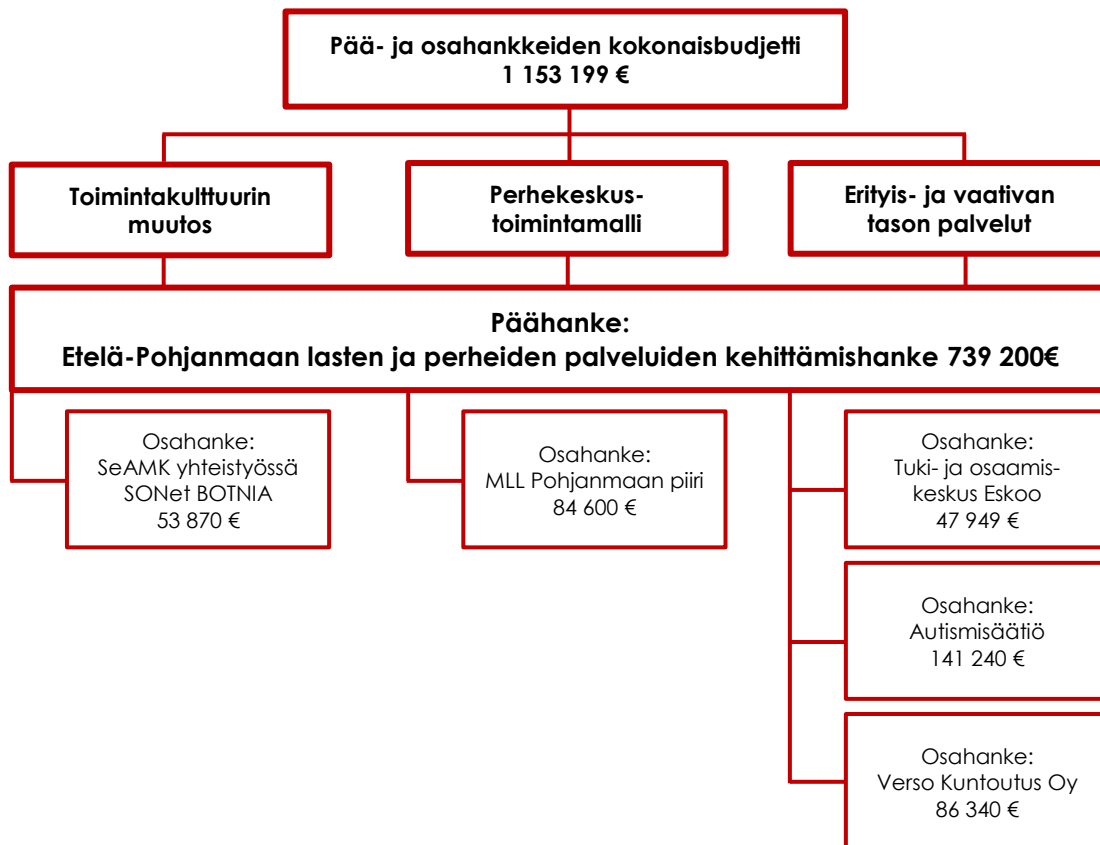 Pää- ja osahankkeiden kokonaisbudjetti
1 153 199 €
Toimintakulttuurin
muutos
Perhekeskus-
toimintamalli
Erityis- ja vaativan
tason palvelut
Päähanke:
Etelä-Pohjanmaan lasten ja perheiden palveluiden kehittämishanke 739 200€
Osahanke:
SeAMK yhteistyössä
SONet BOTNIA
53 870 €
Osahanke:
MLL Pohjanmaan piiri
84 600 €
Osahanke:
Tuki- ja osaamis-
keskus Eskoo
47 949 €
Osahanke:
Autismisäätiö
141 240 €
Osahanke:
Verso Kuntoutus Oy
86 340 €